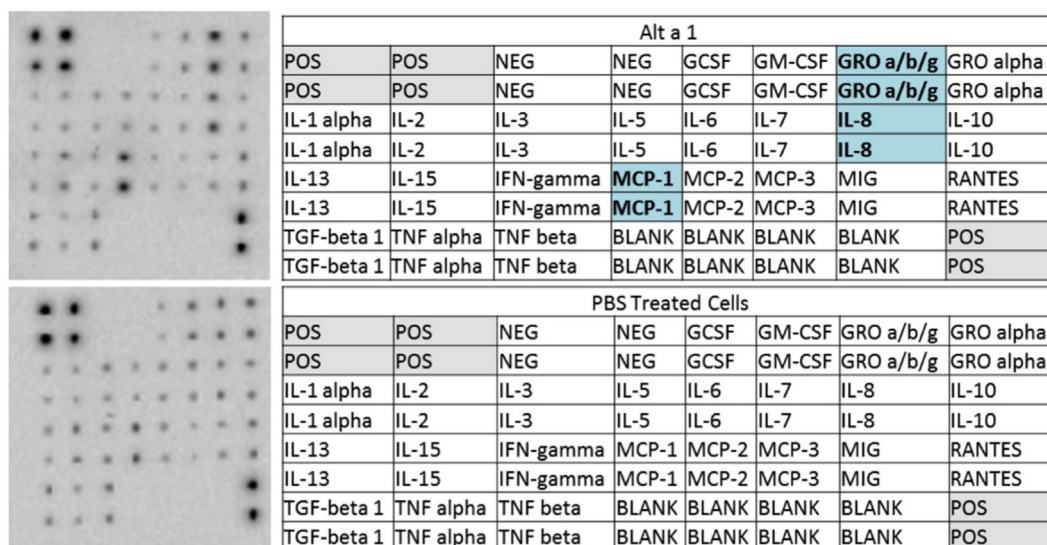 Alt a 1
POS POS NEG NEG GCSF GM-CSF GRO a/b/g GRO alpha
POS POS NEG NEG GCSF GM-CSF GRO a/b/g GRO alpha
IL-1 alpha IL-2 IL-3 IL-5 IL-6 IL-7 IL-8 IL-10
IL-1 alpha IL-2 IL-3 IL-5 IL-6 IL-7 IL-8 IL-10
IL-13 IL-15 IFN-gamma MCP-1 MCP-2 MCP-3 MIG RANTES
IL-13 IL-15 IFN-gamma MCP-1 MCP-2 MCP-3 MIG RANTES
TGF-beta 1 TNF alpha TNF beta BLANK BLANK BLANK BLANK POS
TGF-beta 1 TNF alpha TNF beta BLANK BLANK BLANK BLANK POS
PBS Treated Cells
POS POS NEG NEG GCSF GM-CSF GRO a/b/g GRO alpha
POS POS NEG NEG GCSF GM-CSF GRO a/b/g GRO alpha
IL-1 alpha IL-2 IL-3 IL-5 IL-6 IL-7 IL-8 IL-10
IL-1 alpha IL-2 IL-3 IL-5 IL-6 IL-7 IL-8 IL-10
IL-13 IL-15 IFN-gamma MCP-1 MCP-2 MCP-3 MIG RANTES
IL-13 IL-15 IFN-gamma MCP-1 MCP-2 MCP-3 MIG RANTES
TGF-beta 1 TNF alpha TNF beta BLANK BLANK BLANK BLANK POS
TGF-beta 1 TNF alpha TNF beta BLANK BLANK BLANK BLANK POS